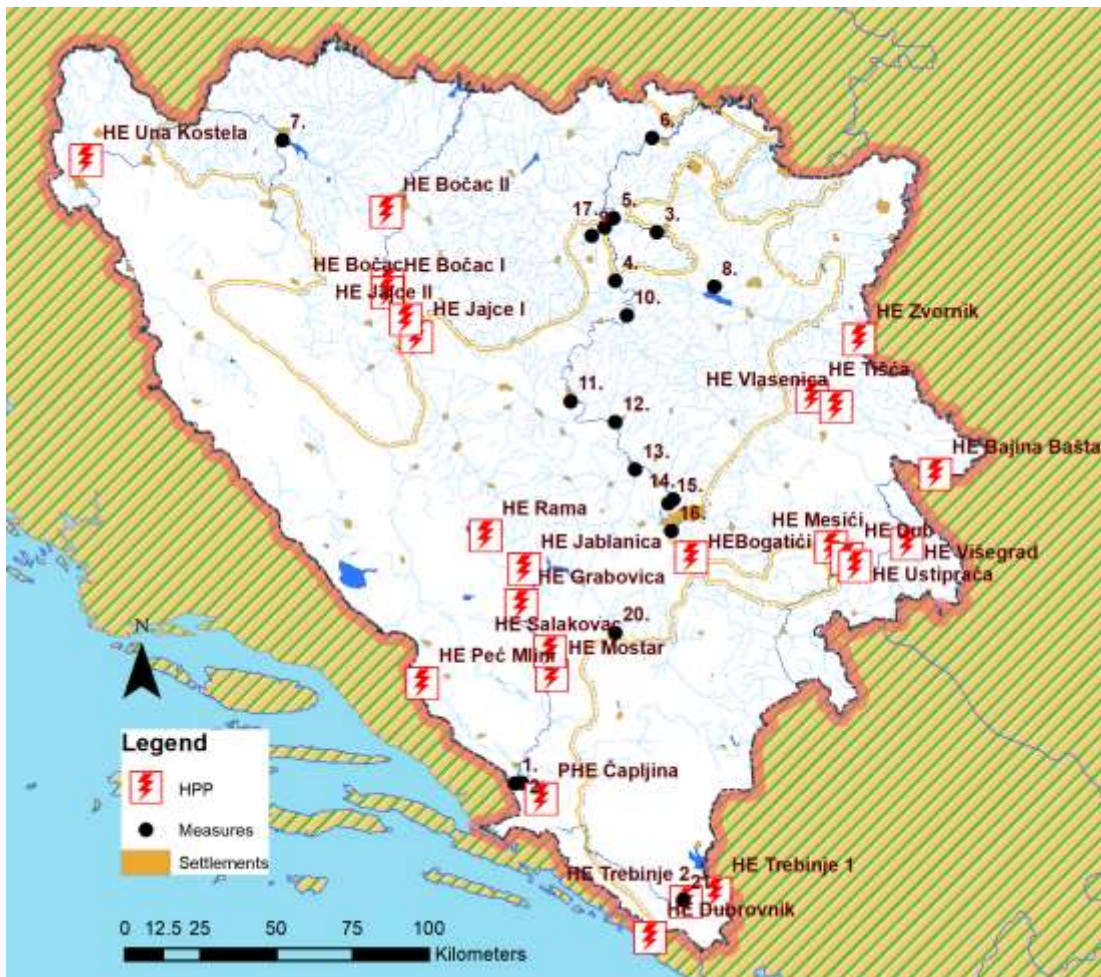 6.
7.
HE Una Kostela
HE Bočac II
5.
17.
3.
HE Bočac
HE Bočac I
4.
8.
HE Jajce II
HE Jajce I
10.
HE Zvornik
HE Tišća
HE Vlasenica
11.
12.
HE Bajina Bašta
13.
14.
15.
HE Rama
16.
HE Mesići
HE Dub
HE Jablanica
HEBogatići
HE Višegrad
HE Grabovica
HE Ustiprača
HE Salakovac
20.
N
HE Mostar
HE Peć Mlini
Legend
1.
2.
PHE Čapljina
HPP
Measures
Settlements
HE Trebinje 2
HE Trebinje 1
HE Dubrovnik
0 12.5 25 50 75 100
Kilometers